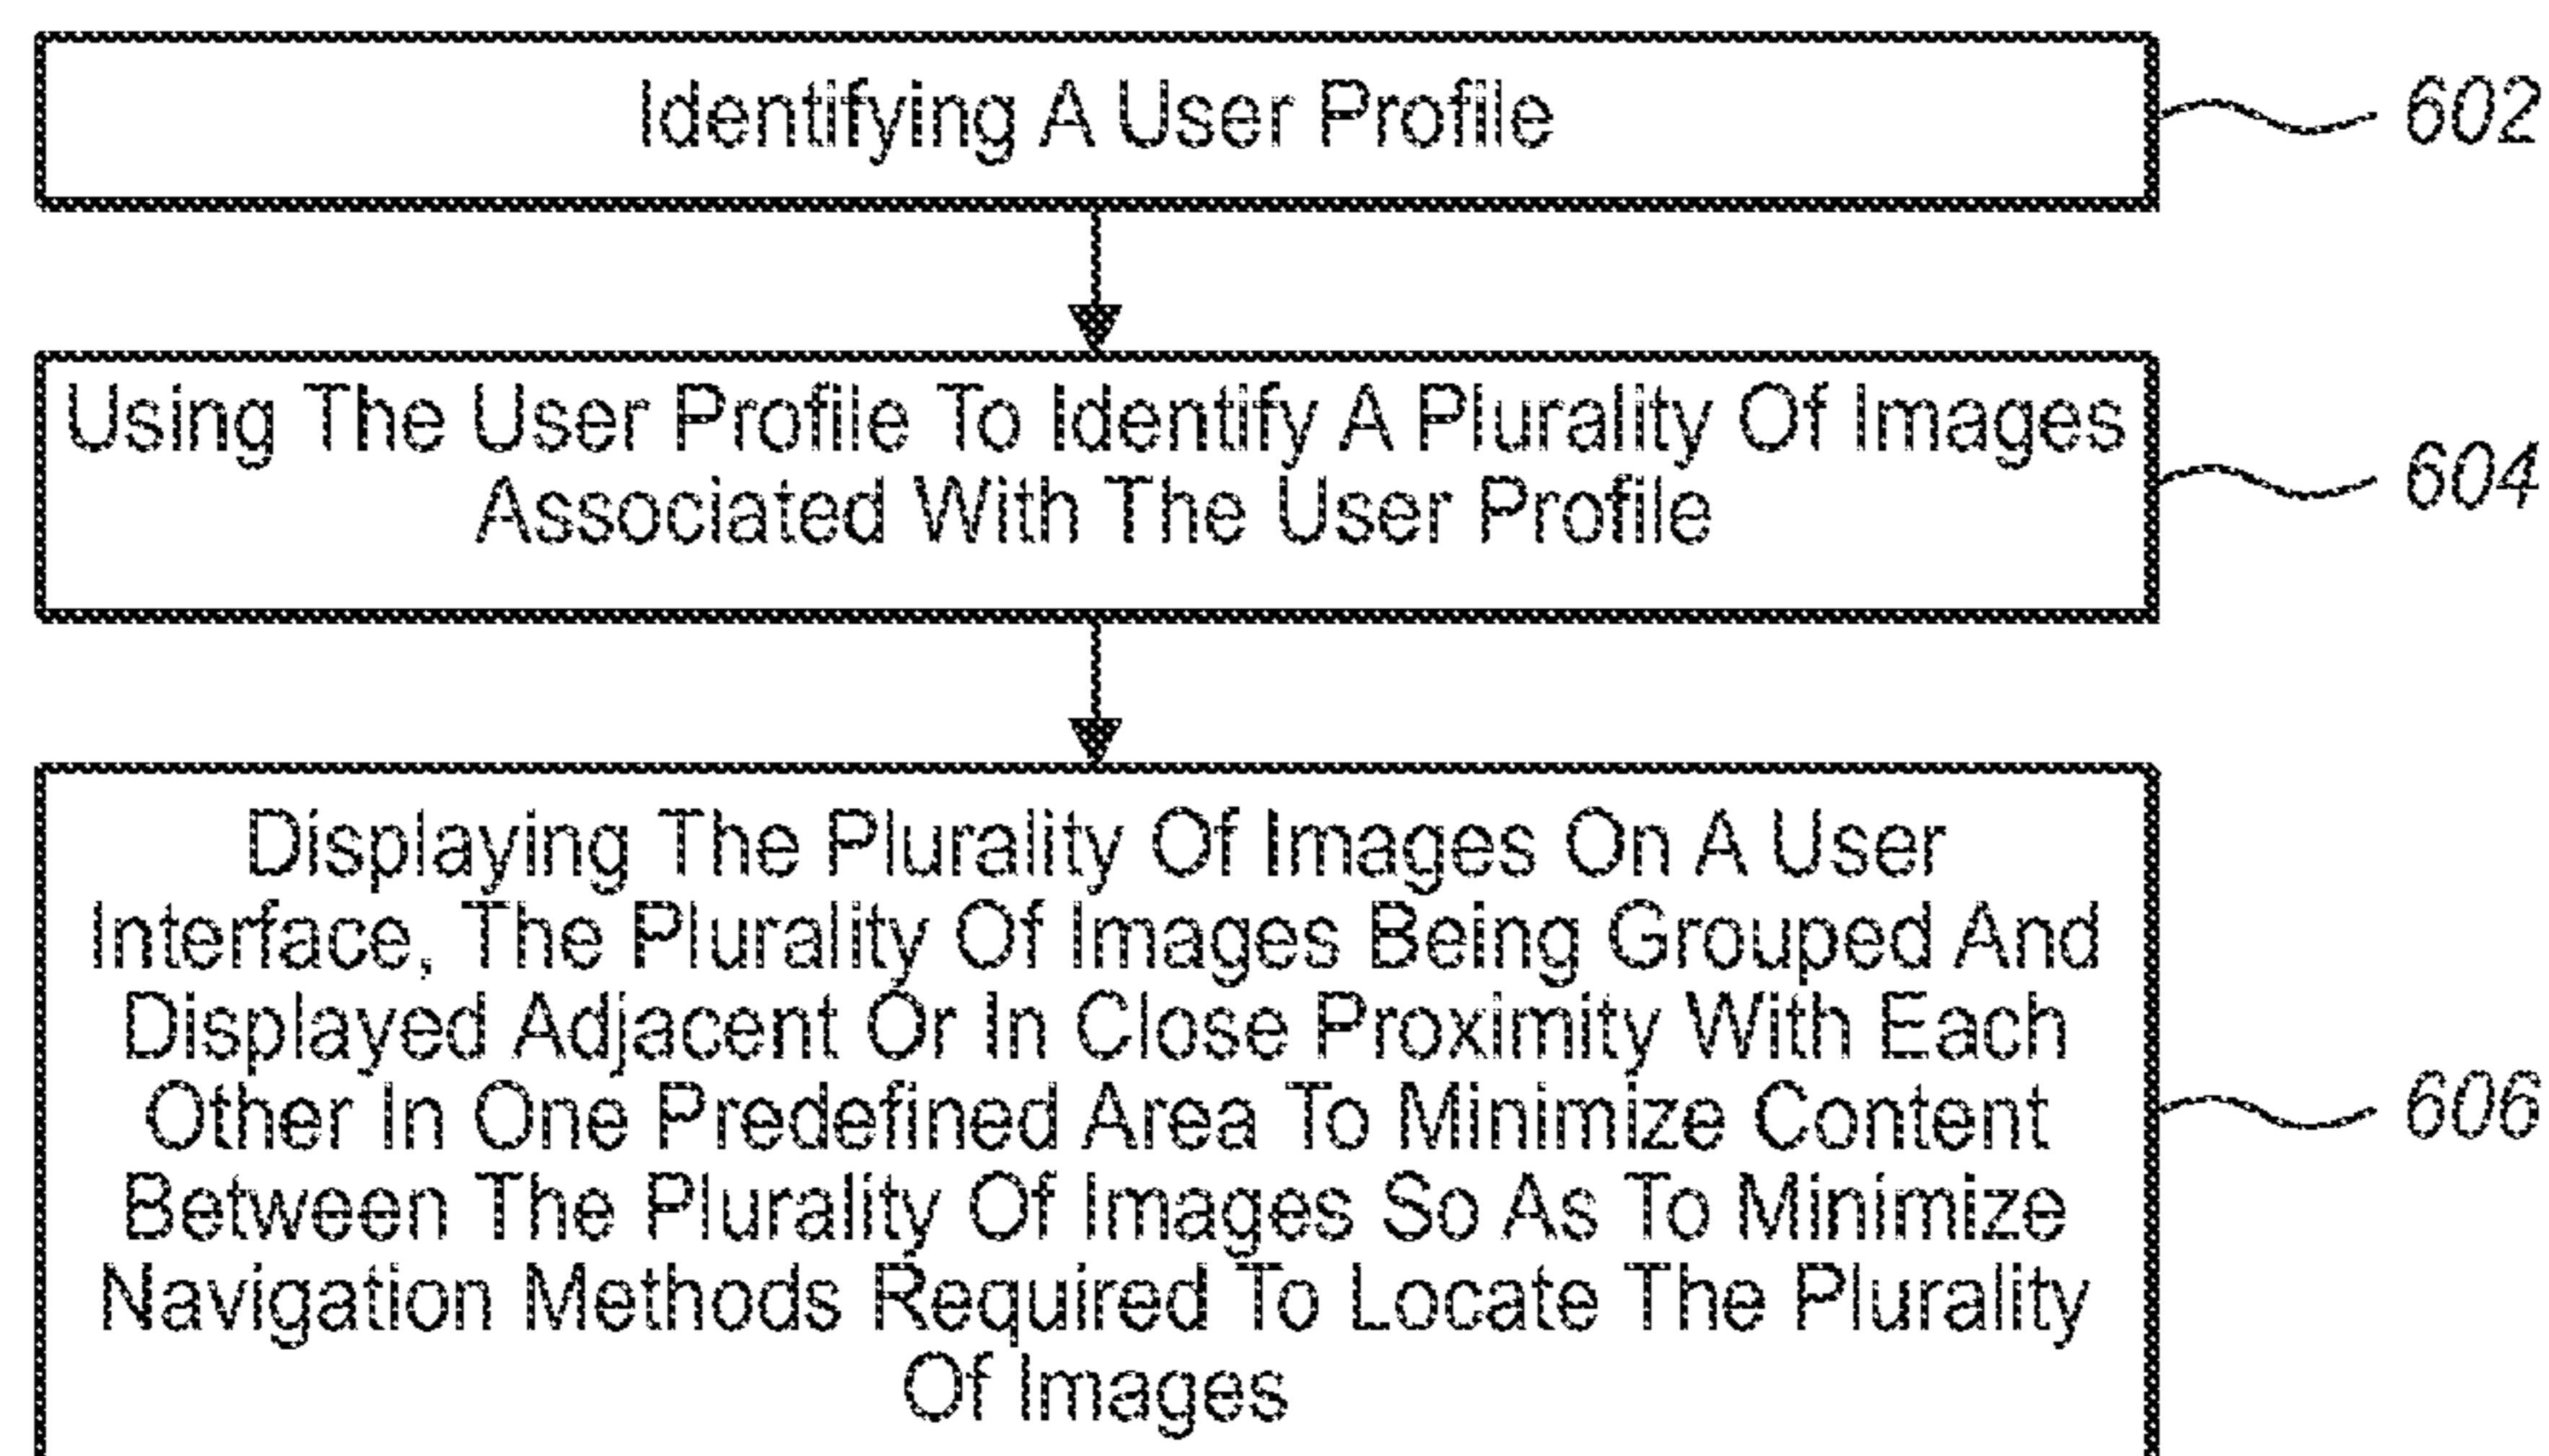 Identifying A User Profile
602
Using The User Profile To Identify A Plurality Of Images
Associated With The User Profile
604
Displaying The Plurality Of Images On A User
Interface, The Plurality Of Images Being Grouped And
Displayed Adjacent Or In Close Proximity With Each
Other In One Predefined Area To Minimize Content
Between The Plurality Of Images So As To Minimize
Navigation Methods Required To Locate The Plurality
Of Images
606